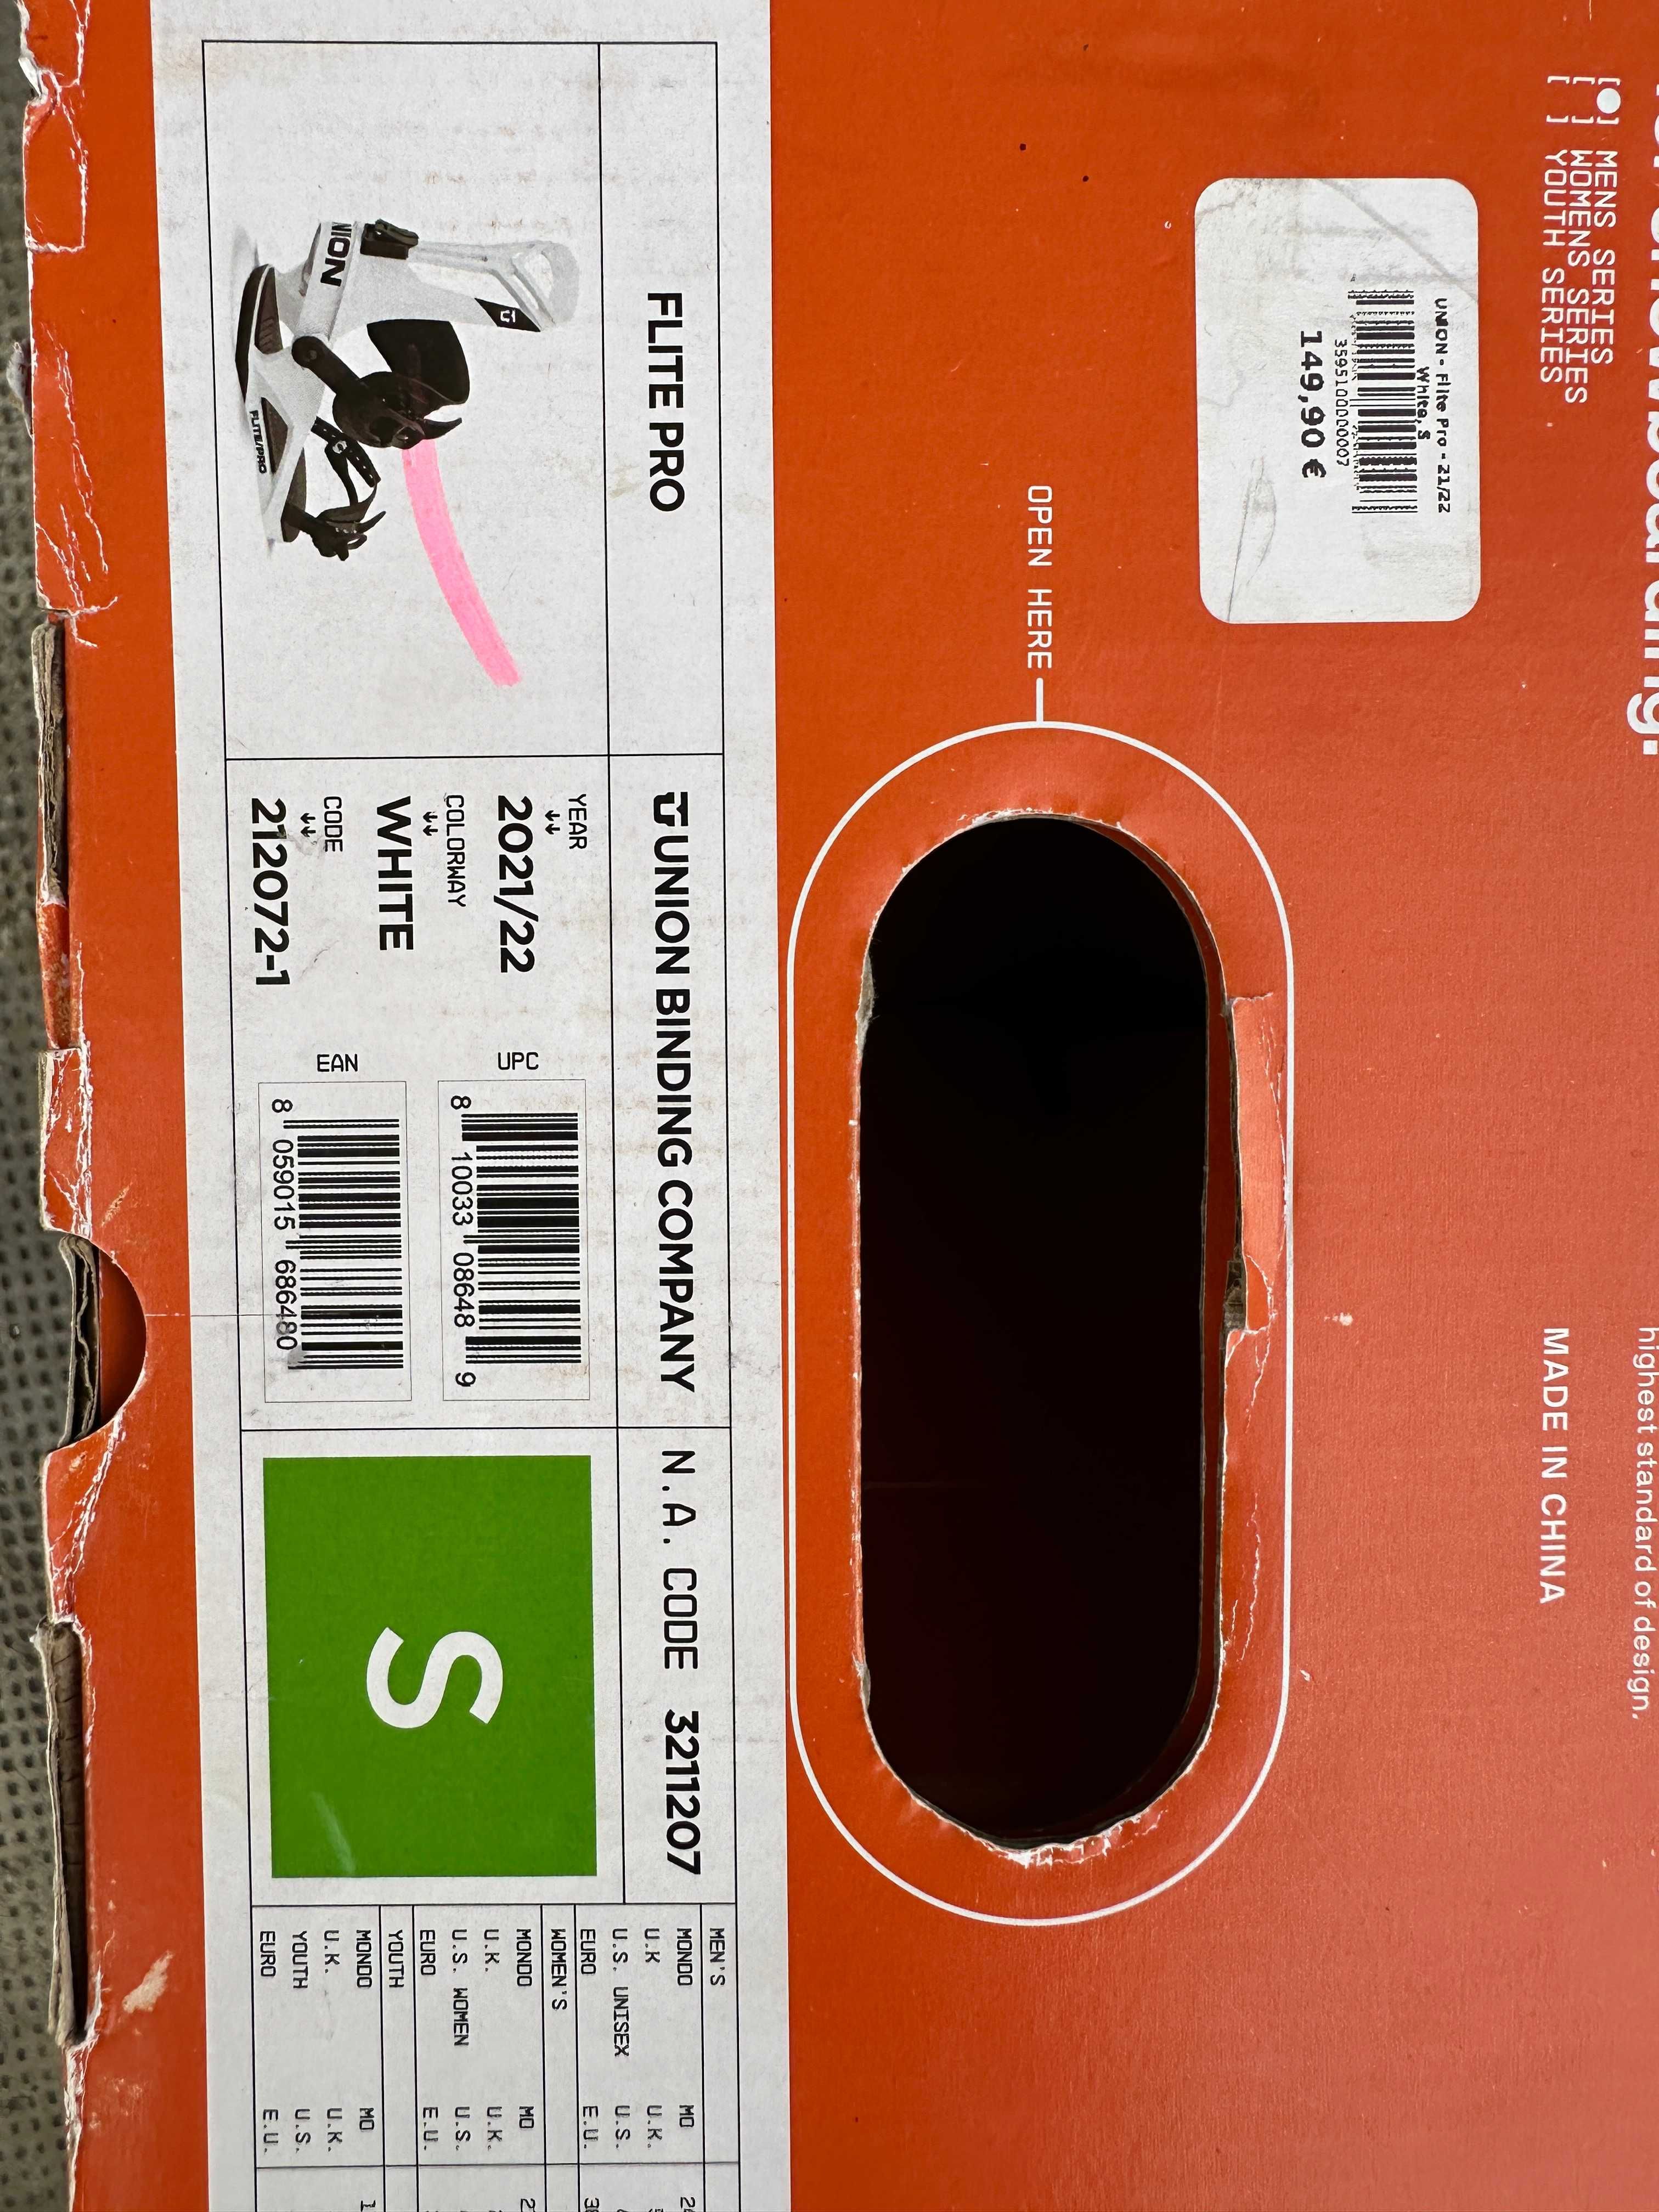 highest standard of design,
[●] MENS SERIES
[ ] WOMENS SERIES
[ ] YOUTH SERIES
MADE IN CHINA
UNION - Flite Pro - 21/22
White, S
3595100000007
149,90 €
OPEN HERE
FLITE PRO
UNION BINDING COMPANY
N.A. CODE 3211207
FLITE/PRO
YEAR
↓↓
2021/22
COLORWAY
↓↓
WHITE
CODE
↓↓
212072-1
UPC
8 10033 08648 9
EAN
8 059015 686480
S
MEN'S
MONDO MO
U.K U.K.
U.S. UNISEX U.S.
EURO E.U.
WOMEN'S
MONDO MO
U.K. U.K.
U.S. WOMEN U.S.
EURO E.U.
YOUTH
MONDO MO
U.K. U.K.
YOUTH U.S.
EURO E.U.